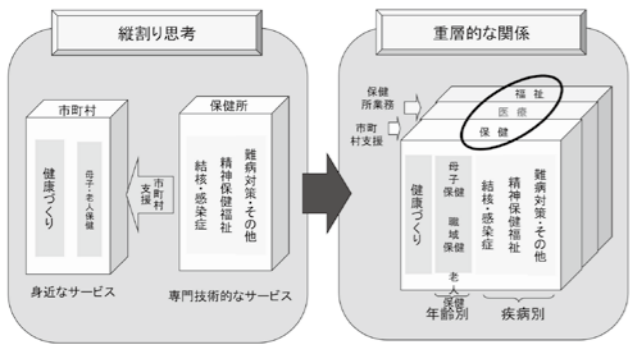 縦割り思考
市町村
健康づくり
母子・老人保健
身近なサービス
市町村
支援
保健所
難病対策・その他
精神保健福祉
結核・感染症
専門技術的なサービス
重層的な関係
保健
所業務
市町
村支援
福祉
医療
保健
健康づくり
母子
保健
職域
保健
老人
保健
結核・感染症
精神保健福祉
難病対策・その他
年齢別
疾病別